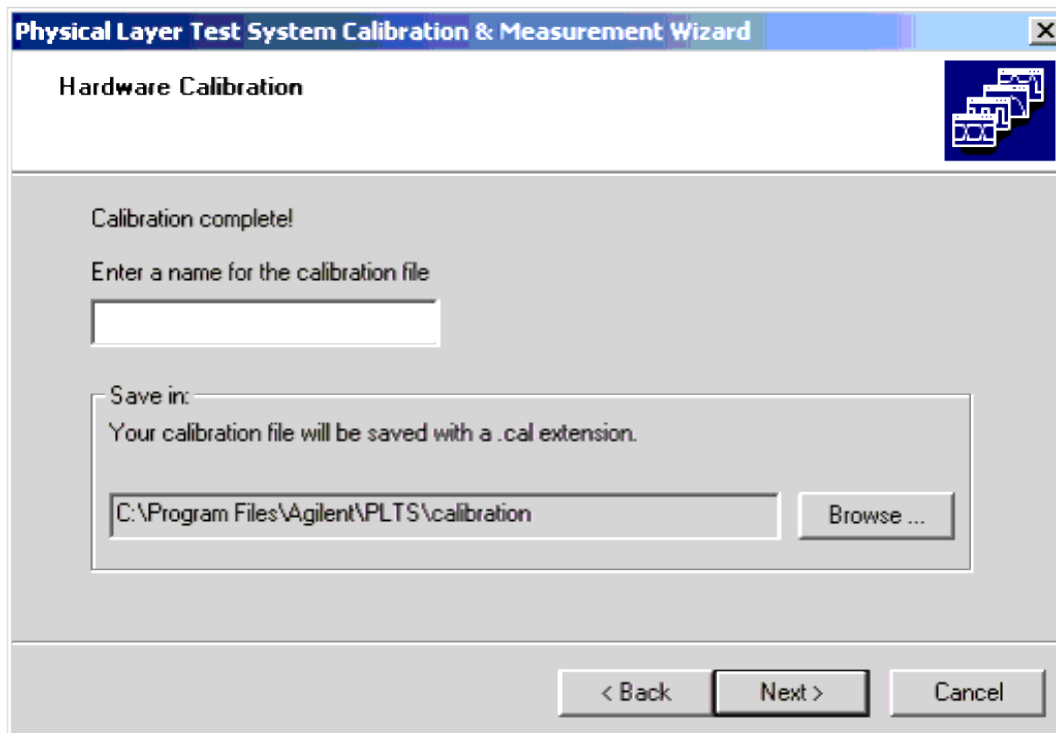 Physical Layer Test System Calibration & Measurement Wizard
Hardware Calibration
Calibration complete!
Enter a name for the calibration file
Save in:
Your calibration file will be saved with a .cal extension.
C:\Program Files\Agilent\PLTS\calibration
Browse ...
< Back
Next >
Cancel